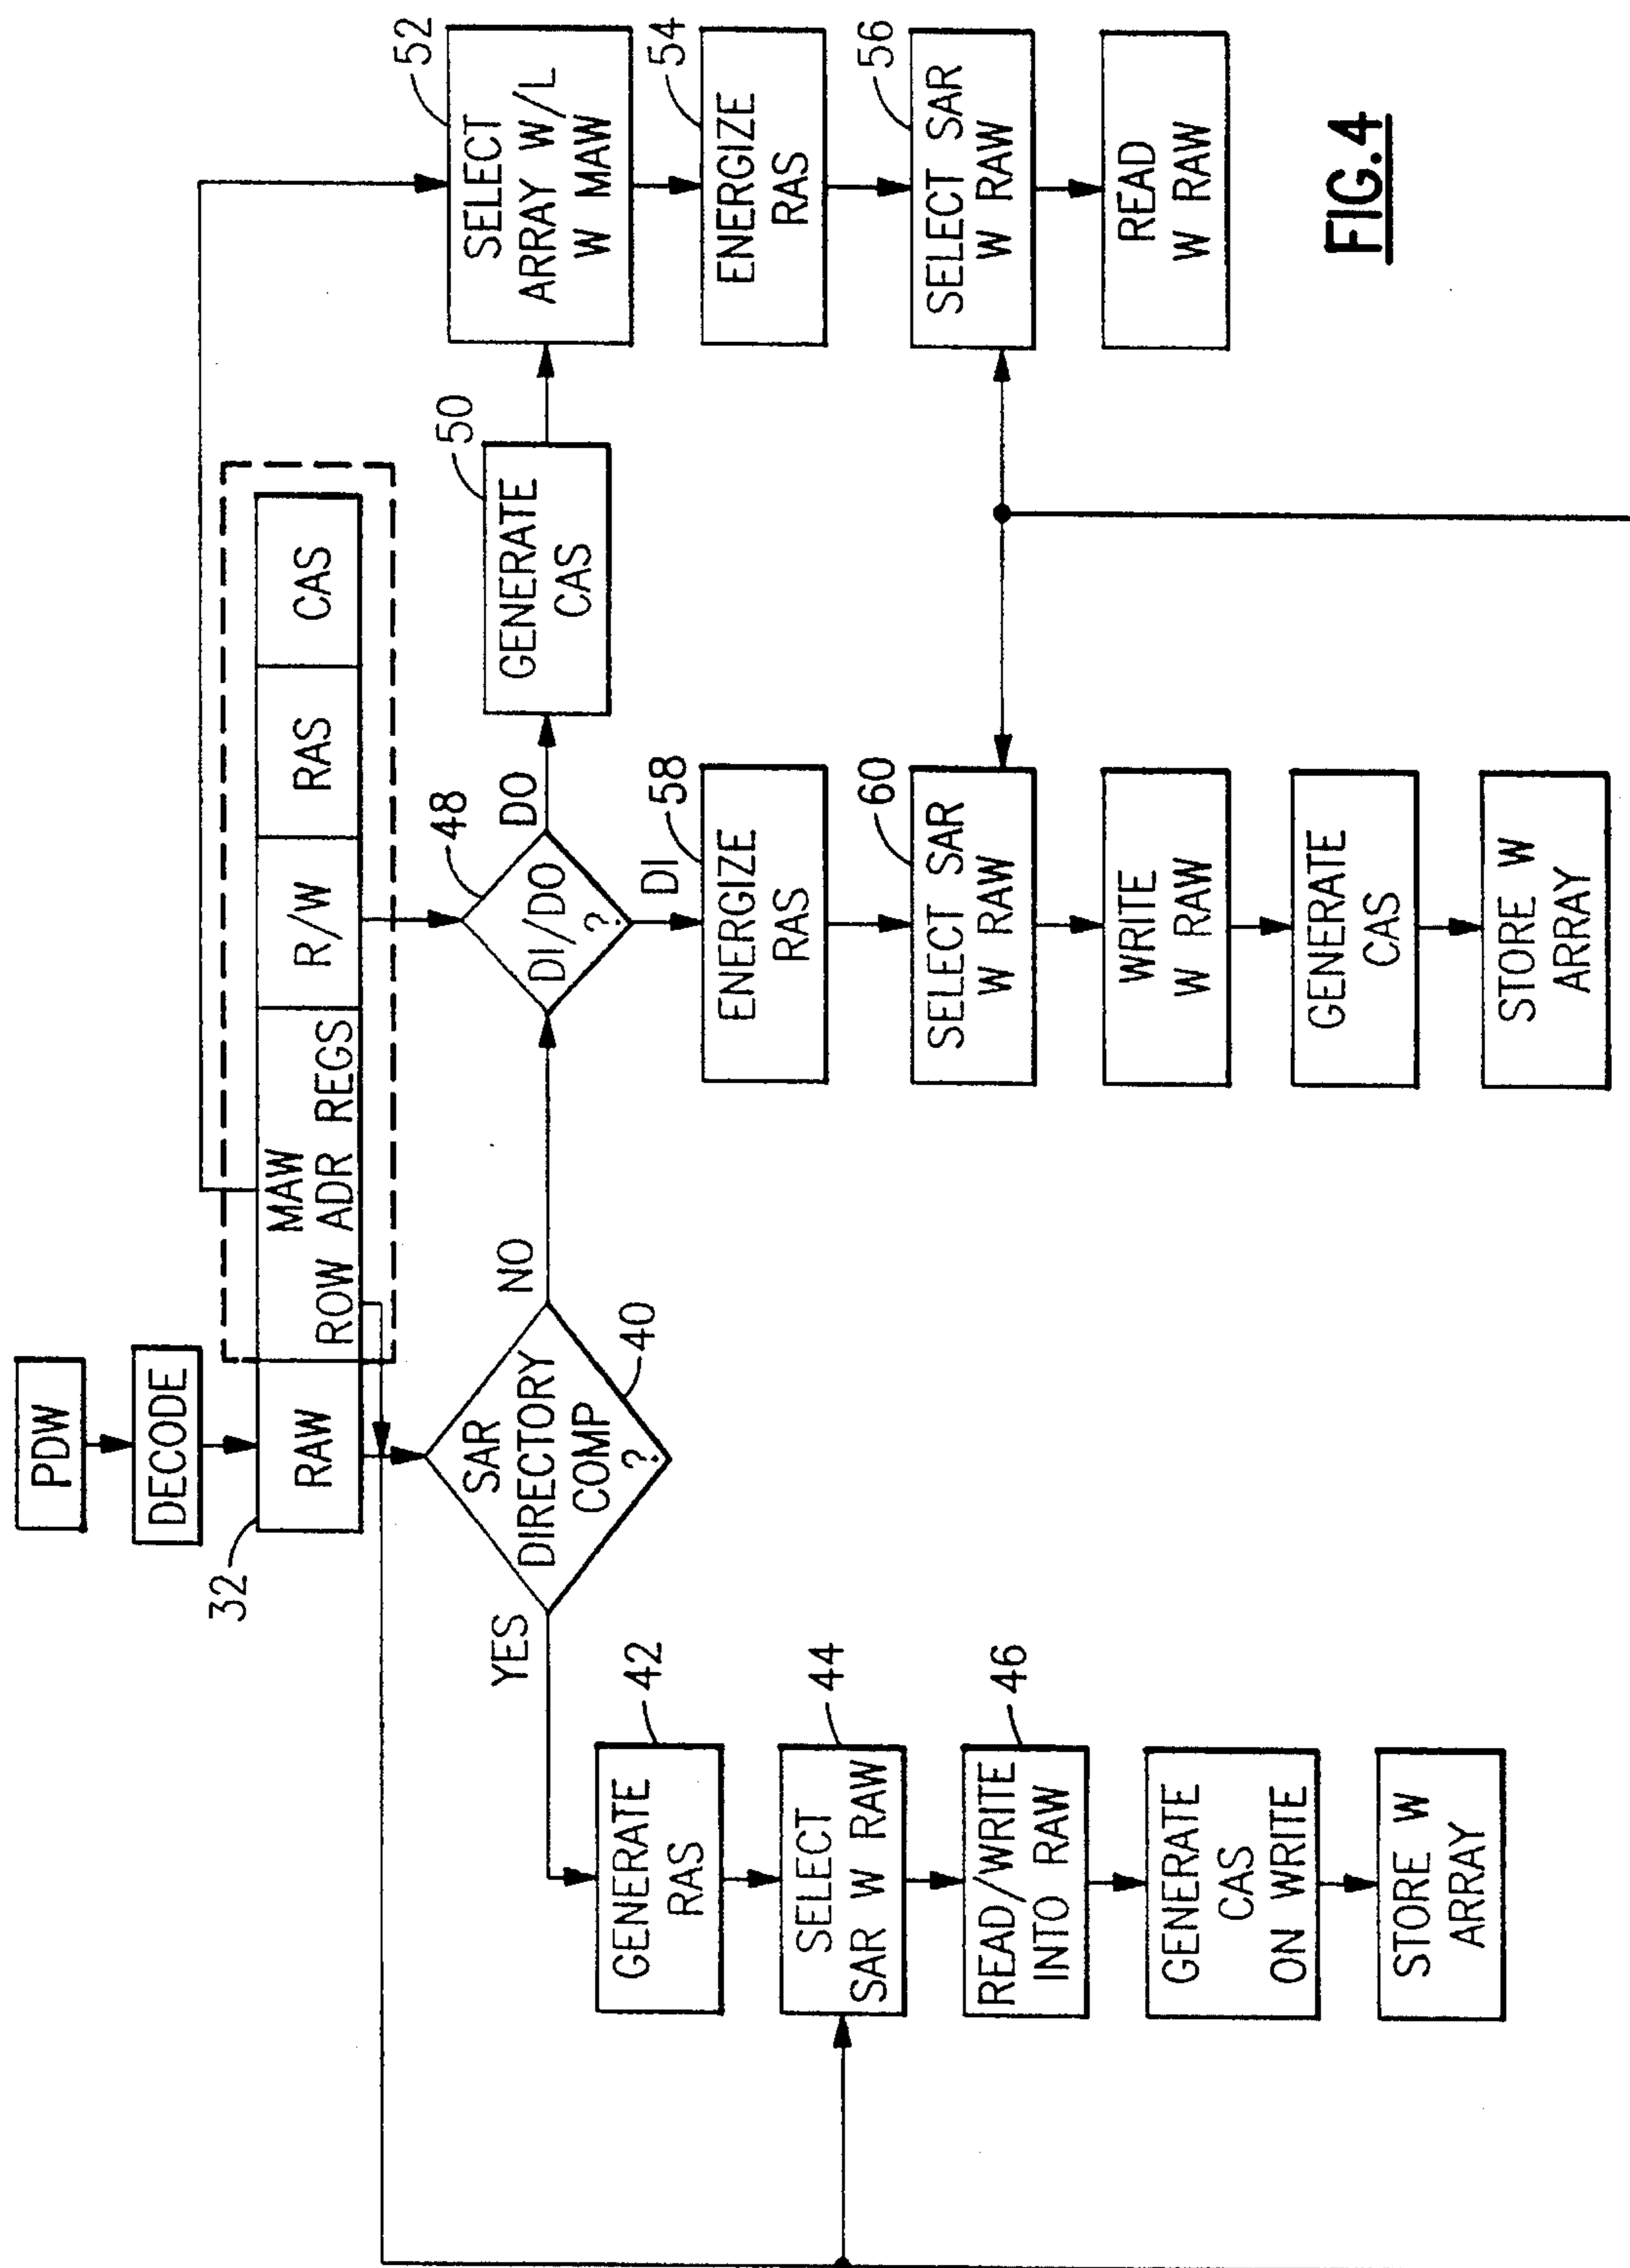 PDW
DECODE
32
RAW
MAW
ROW ADR REGS
R/W
RAS
CAS
SAR
DIRECTORY
COMP
?
40
YES
NO
GENERATE
RAS
42
SELECT
SAR W RAW
44
READ/WRITE
INTO RAW
46
GENERATE
CAS
ON WRITE
STORE W
ARRAY
DI/DO
?
48
DO
DI
GENERATE
CAS
50
SELECT
ARRAY W/L
W MAW
52
ENERGIZE
RAS
54
SELECT SAR
W RAW
56
READ
W RAW
ENERGIZE
RAS
58
SELECT SAR
W RAW
60
WRITE
W RAW
GENERATE
CAS
STORE W
ARRAY
FIG.4